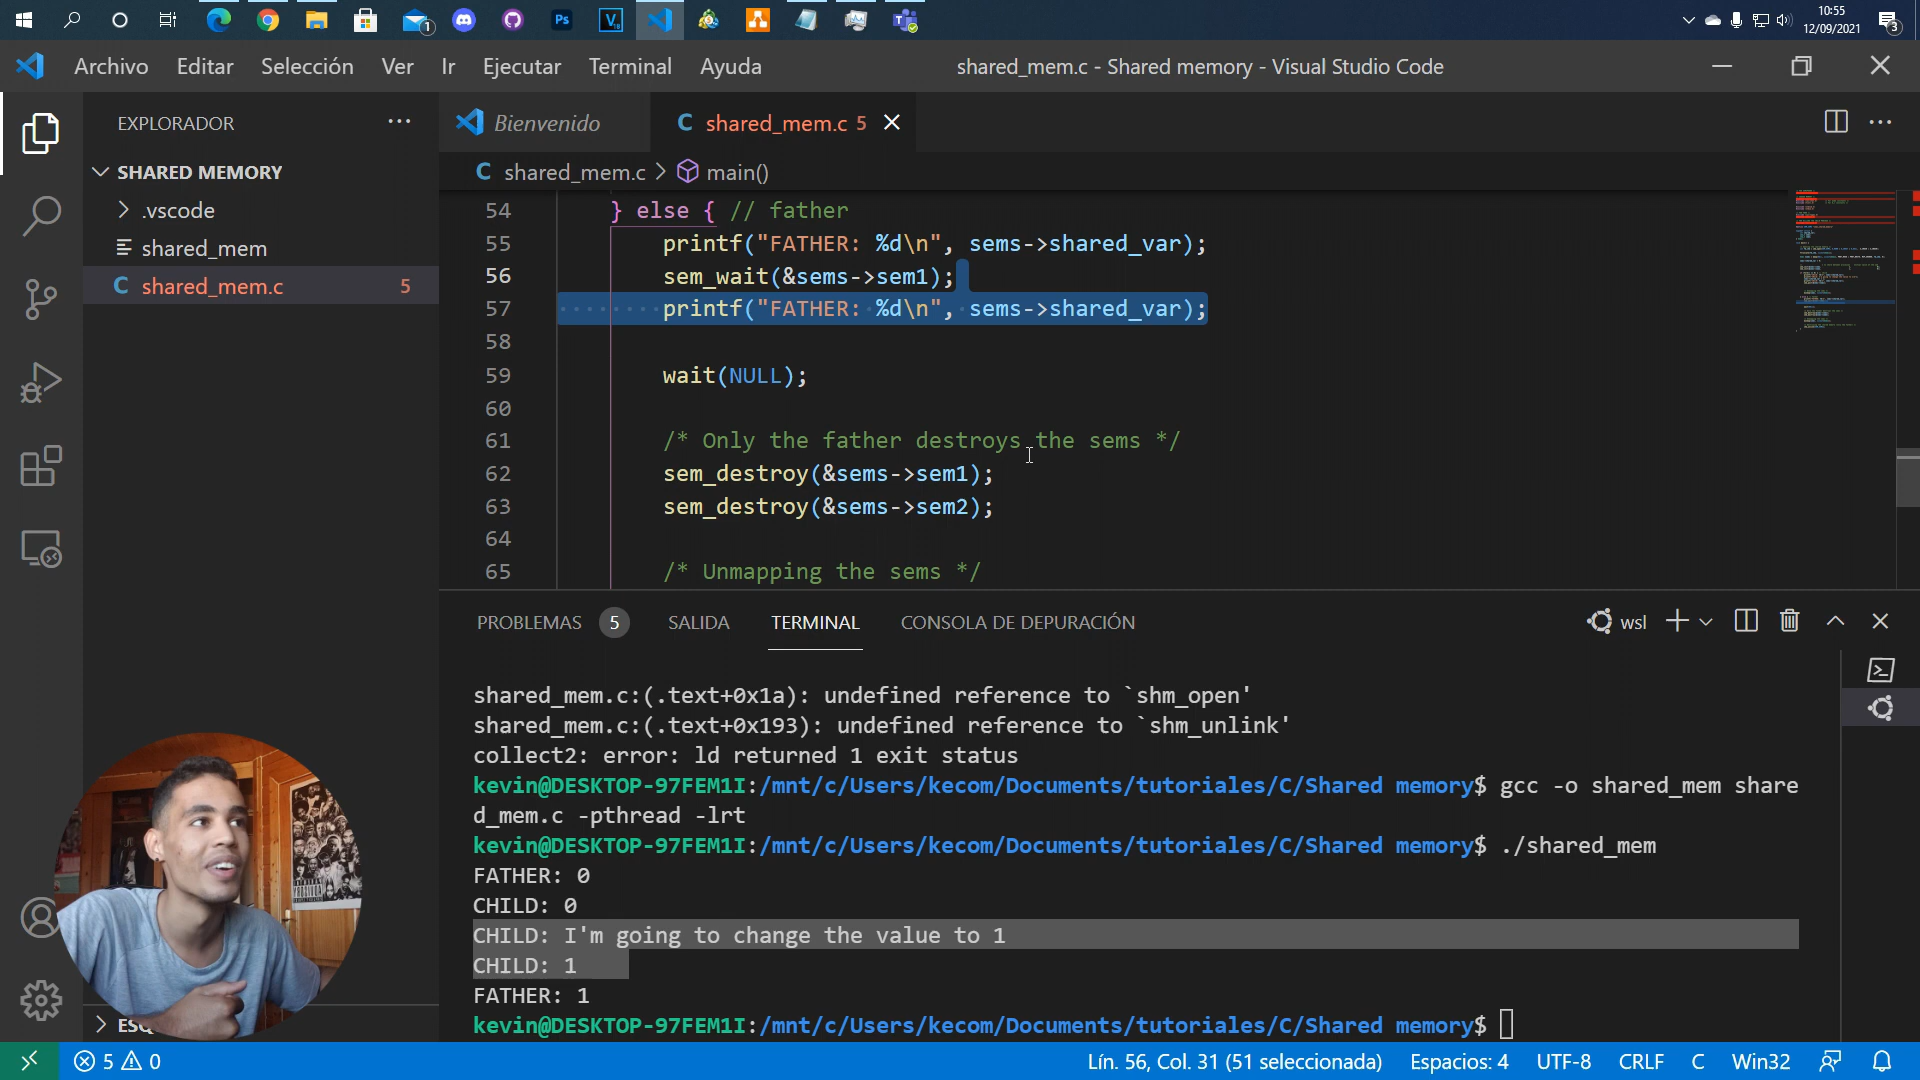 1
Ps
V
10:55
12/09/2021
3
Archivo Editar Selección Ver Ir Ejecutar Terminal Ayuda
shared_mem.c - Shared memory - Visual Studio Code
EXPLORADOR
Bienvenido
C shared_mem.c 5
SHARED MEMORY
C shared_mem.c > main()
.vscode
shared_mem
C shared_mem.c 5
54 } else { // father
55 printf("FATHER: %d\n", sems->shared_var);
56 sem_wait(&sems->sem1);
57 printf("FATHER: %d\n", sems->shared_var);
58
59 wait(NULL);
60
61 /* Only the father destroys the sems */
62 sem_destroy(&sems->sem1);
63 sem_destroy(&sems->sem2);
64
65 /* Unmapping the sems */
PROBLEMAS 5 SALIDA TERMINAL CONSOLA DE DEPURACIÓN
wsl
shared_mem.c:(.text+0x1a): undefined reference to `shm_open'
shared_mem.c:(.text+0x193): undefined reference to `shm_unlink'
collect2: error: ld returned 1 exit status
kevin@DESKTOP-97FEM1I:/mnt/c/Users/kecom/Documents/tutoriales/C/Shared memory$ gcc -o shared_mem share
d_mem.c -pthread -lrt
kevin@DESKTOP-97FEM1I:/mnt/c/Users/kecom/Documents/tutoriales/C/Shared memory$ ./shared_mem
FATHER: 0
CHILD: 0
CHILD: I'm going to change the value to 1
CHILD: 1
FATHER: 1
kevin@DESKTOP-97FEM1I:/mnt/c/Users/kecom/Documents/tutoriales/C/Shared memory$
5 0
Lín. 56, Col. 31 (51 seleccionada) Espacios: 4 UTF-8 CRLF C Win32